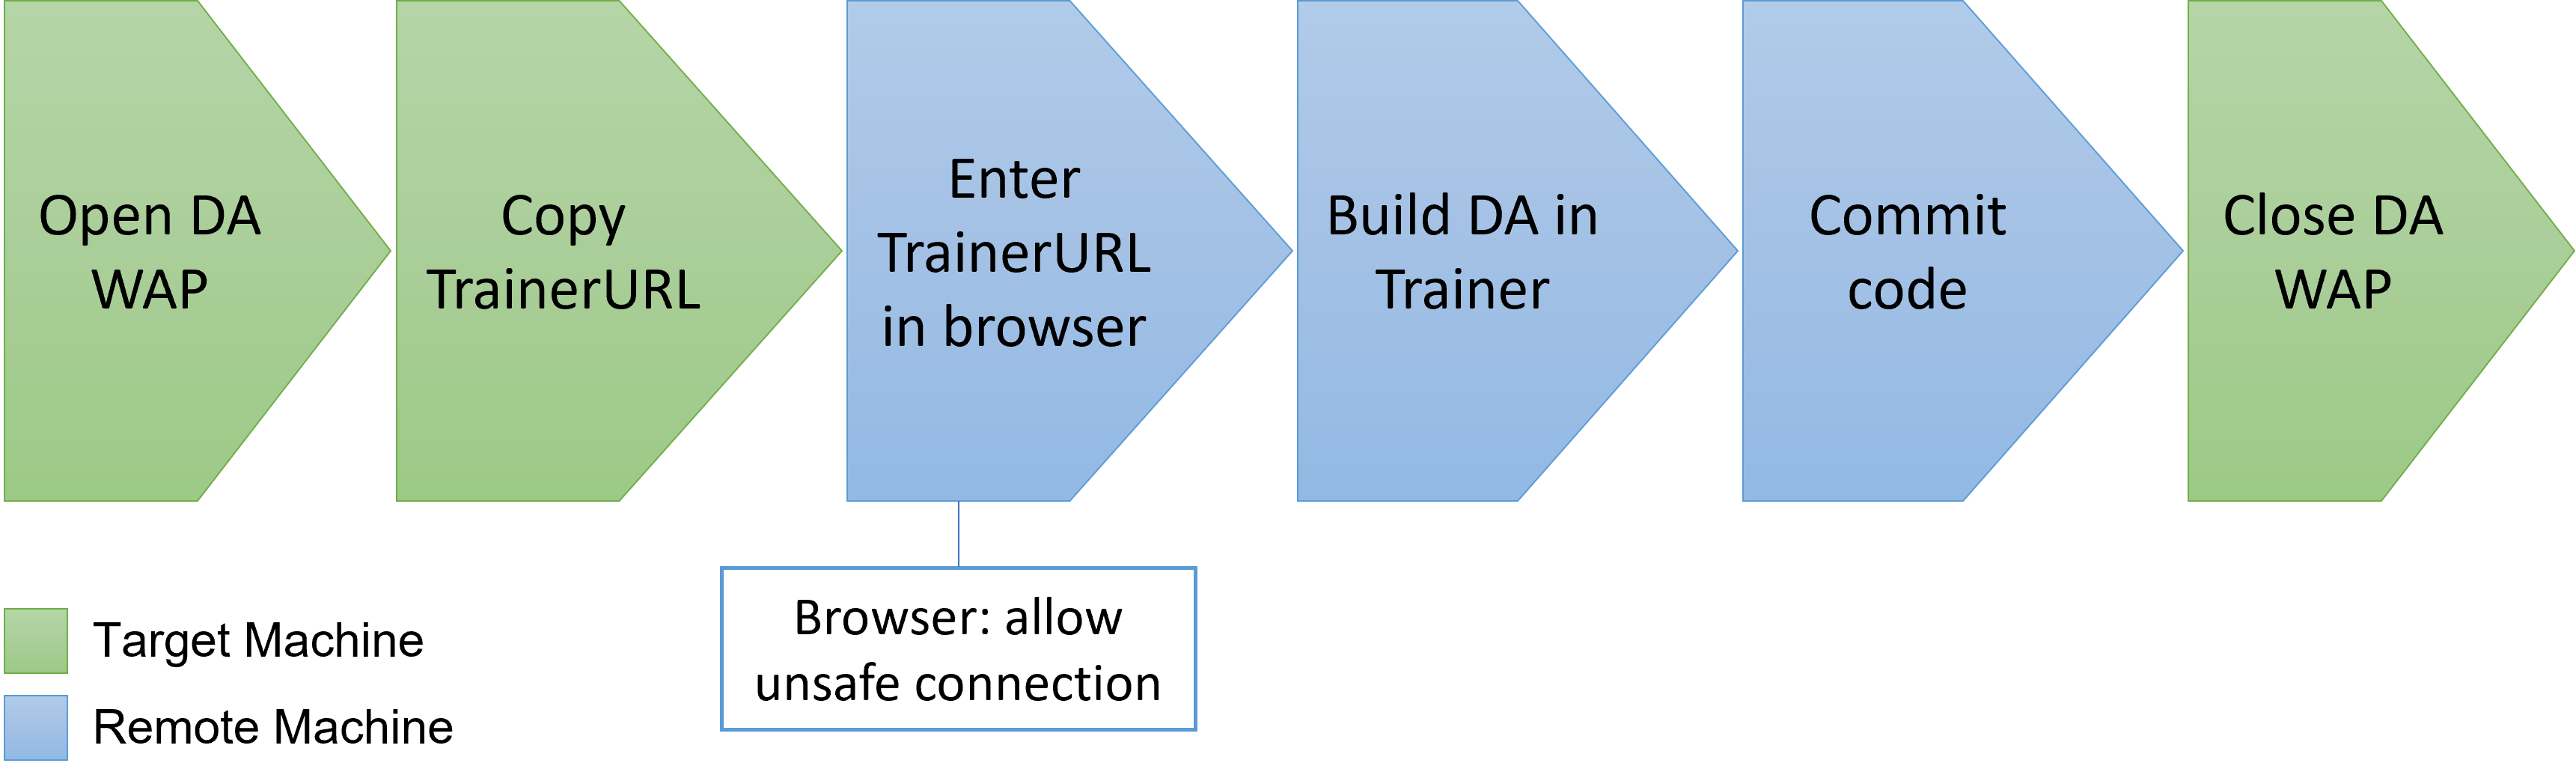 Open DA
WAP
Copy
TrainerURL
Enter
TrainerURL
in browser
Build DA in
Trainer
Commit
code
Close DA
WAP
Browser: allow
unsafe connection
Target Machine
Remote Machine